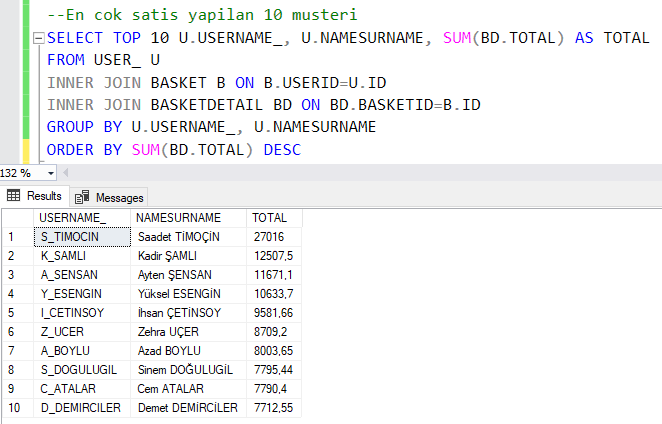 --En cok satis yapilan 10 musteri
SELECT TOP 10 U.USERNAME_, U.NAMESURNAME, SUM(BD.TOTAL) AS TOTAL
FROM USER_ U
INNER JOIN BASKET B ON B.USERID=U.ID
INNER JOIN BASKETDETAIL BD ON BD.BASKETID=B.ID
GROUP BY U.USERNAME_, U.NAMESURNAME
ORDER BY SUM(BD.TOTAL) DESC
132 %
Results Messages
USERNAME_ NAMESURNAME TOTAL
1 S_TIMOCIN Saadet TİMOÇİN 27016
2 K_SAMLI Kadir ŞAMLI 12507,5
3 A_SENSAN Ayten ŞENSAN 11671,1
4 Y_ESENGIN Yüksel ESENGİN 10633,7
5 I_CETINSOY İhsan ÇETİNSOY 9581,66
6 Z_UCER Zehra UÇER 8709,2
7 A_BOYLU Azad BOYLU 8003,65
8 S_DOGULUGIL Sinem DOĞULUGİL 7795,44
9 C_ATALAR Cem ATALAR 7790,4
10 D_DEMIRCILER Demet DEMİRCİLER 7712,55